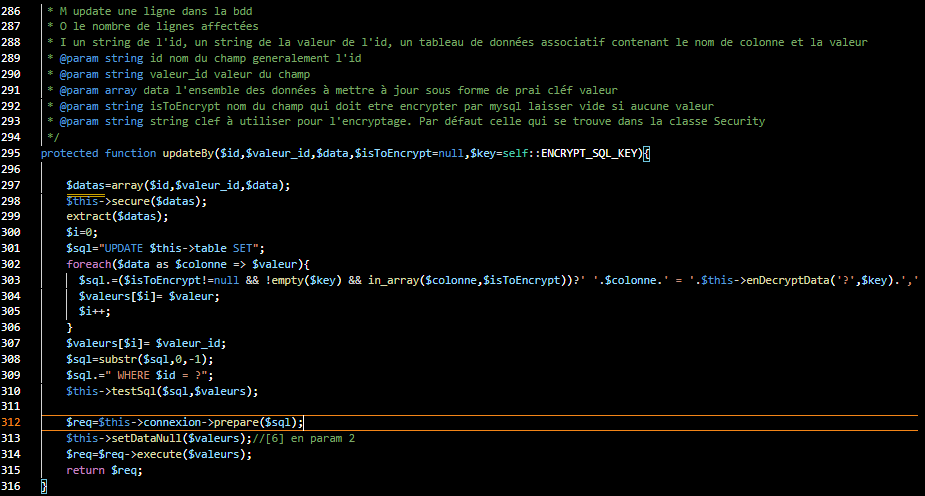 286 * M update une ligne dans la bdd
287 * O le nombre de lignes affectées
288 * I un string de l'id, un string de la valeur de l'id, un tableau de données associatif contenant le nom de colonne et la valeur
289 * @param string id nom du champ generalement l'id
290 * @param string valeur_id valeur du champ
291 * @param array data l'ensemble des données à mettre à jour sous forme de prai cléf valeur
292 * @param string isToEncrypt nom du champ qui doit etre encrypter par mysql laisser vide si aucune valeur
293 * @param string string clef à utiliser pour l'encryptage. Par défaut celle qui se trouve dans la classe Security
294 */
295 protected function updateBy($id,$valeur_id,$data,$isToEncrypt=null,$key=self::ENCRYPT_SQL_KEY){
296
297 $datas=array($id,$valeur_id,$data);
298 $this->secure($datas);
299 extract($datas);
300 $i=0;
301 $sql="UPDATE $this->table SET";
302 foreach($data as $colonne => $valeur){
303 $sql.=($isToEncrypt!=null && !empty($key) && in_array($colonne,$isToEncrypt))?' '.$colonne.' = '.$this->enDecryptData('?',$key).','
304 $valeurs[$i]= $valeur;
305 $i++;
306 }
307 $valeurs[$i]= $valeur_id;
308 $sql=substr($sql,0,-1);
309 $sql.=" WHERE $id = ?";
310 $this->testSql($sql,$valeurs);
311
312 $req=$this->connexion->prepare($sql);
313 $this->setDataNull($valeurs);//[6] en param 2
314 $req=$req->execute($valeurs);
315 return $req;
316 }